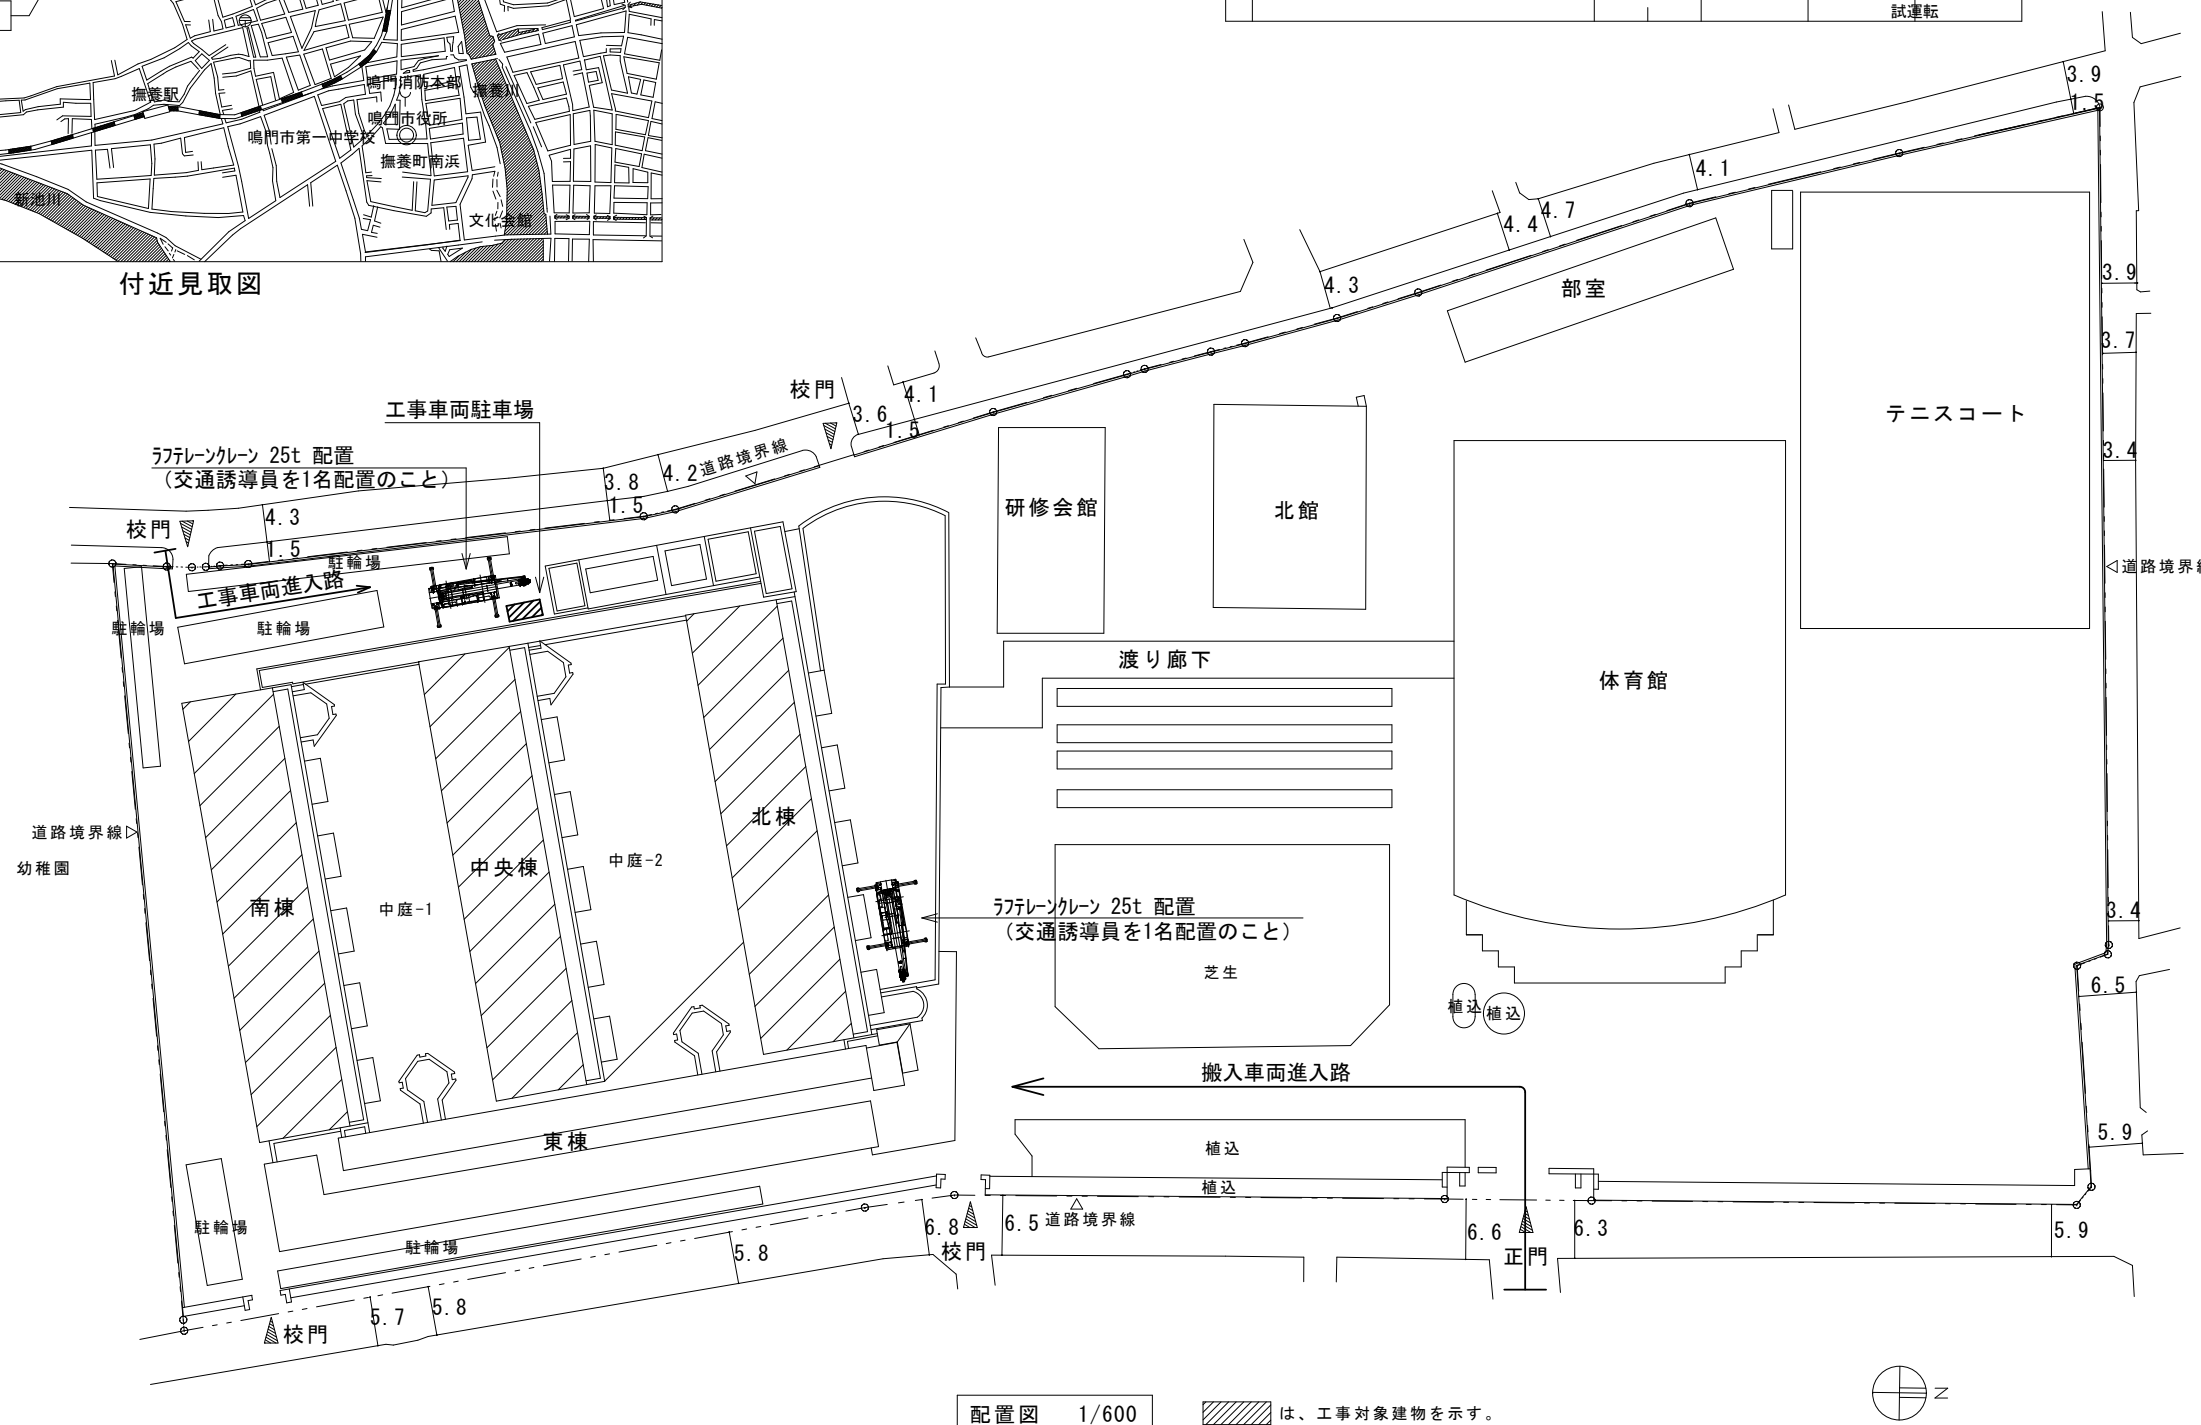 試運転
撫養駅
鳴門消防本部
撫養川
鳴門市役所
鳴門市第一中学校
撫養町南浜
新池川
文化会館
付近見取図
3.9
1.5
4.1
4.7
4.4
4.3
部室
3.9
3.7
テニスコート
3.4
校門
4.1
3.6
1.5
工事車両駐車場
ラフテレーンクレーン 25t 配置
(交通誘導員を1名配置のこと)
3.8
4.2
道路境界線
1.5
校門
4.3
1.5
駐輪場
工事車両進入路
駐輪場
駐輪場
研修会館
北館
道路境界線
渡り廊下
体育館
道路境界線
幼稚園
北棟
中央棟
中庭-2
南棟
中庭-1
ラフテレーンクレーン 25t 配置
(交通誘導員を1名配置のこと)
芝生
3.4
植込
植込
6.5
搬入車両進入路
東棟
植込
5.9
植込
駐輪場
駐輪場
6.8
校門
6.5
道路境界線
6.6
正門
6.3
5.9
5.8
5.7
5.8
校門
N
配置図 1/600
は、工事対象建物を示す。